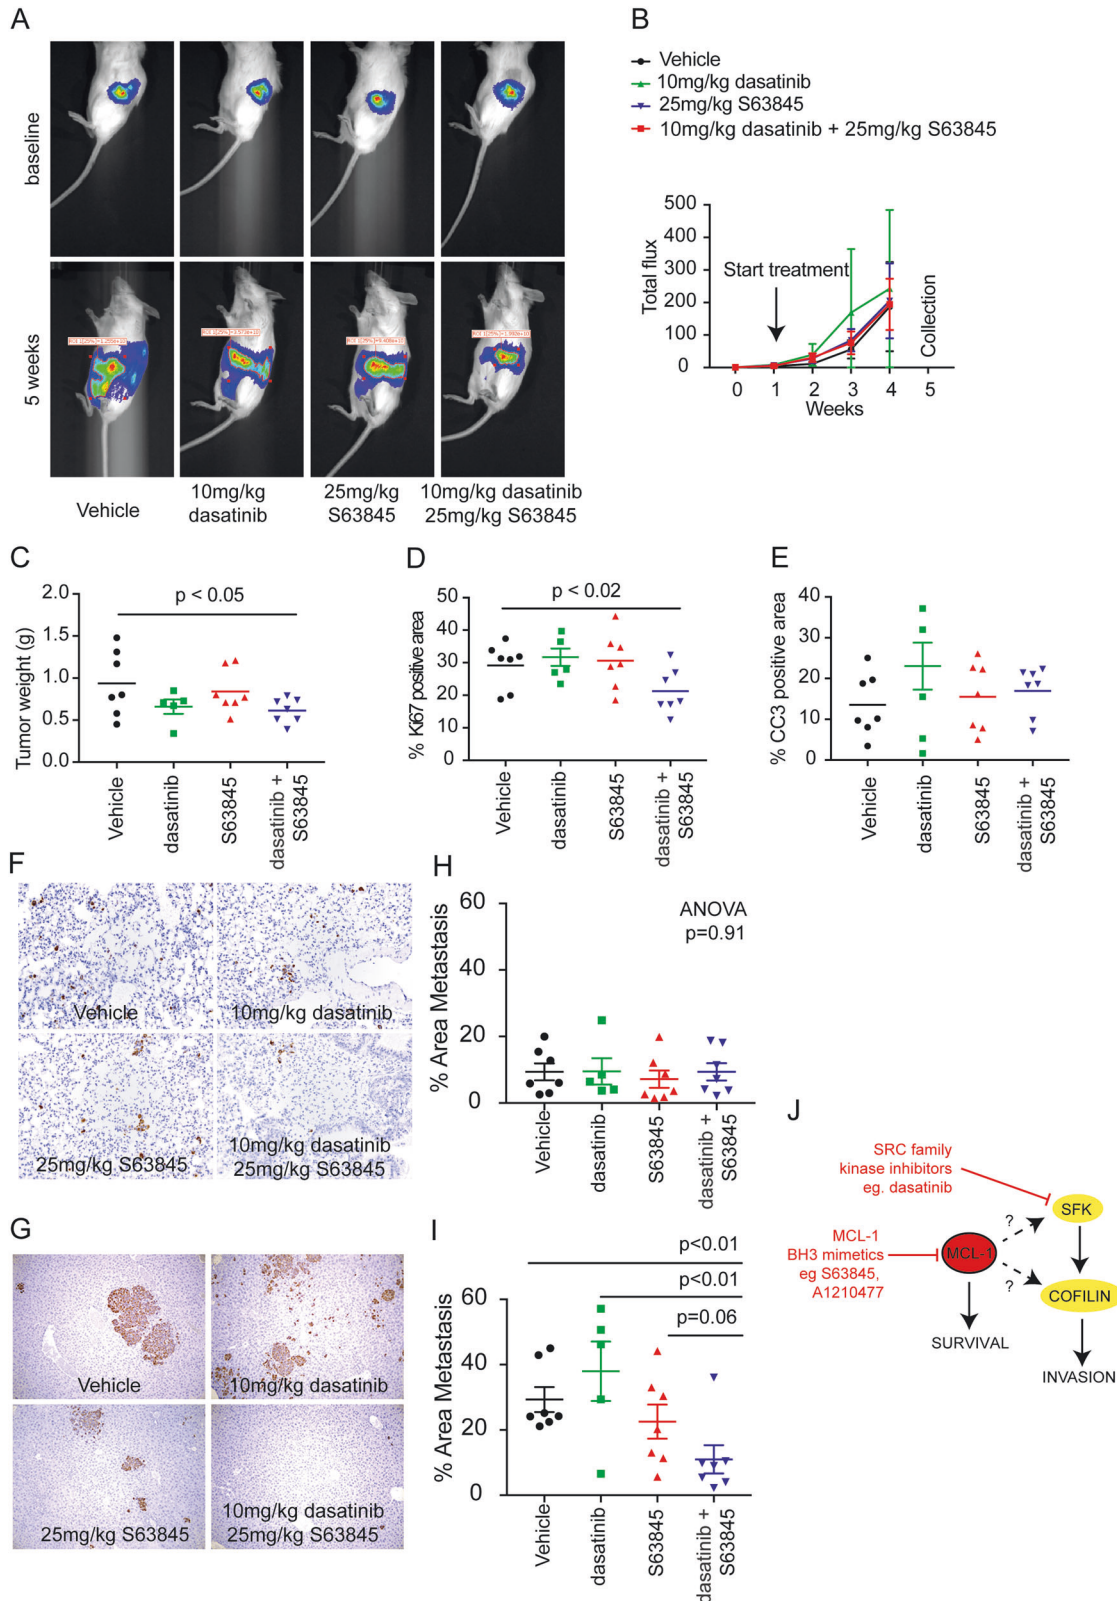 A
baseline
5 weeks
Vehicle
10mg/kg
dasatinib
25mg/kg
S63845
10mg/kg dasatinib
25mg/kg S63845
B
Vehicle
10mg/kg dasatinib
25mg/kg S63845
10mg/kg dasatinib + 25mg/kg S63845
Total flux
500
400
300
200
100
0
Start treatment
Collection
0 1 2 3 4 5
Weeks
C
Tumor weight (g)
2.0
1.5
1.0
0.5
0.0
p < 0.05
Vehicle
dasatinib
S63845
dasatinib +
S63845
D
% Ki67 positive area
50
40
30
20
10
0
p < 0.02
Vehicle
dasatinib
S63845
dasatinib +
S63845
E
% CC3 positive area
40
30
20
10
0
Vehicle
dasatinib
S63845
dasatinib +
S63845
F
Vehicle
10mg/kg dasatinib
25mg/kg S63845
10mg/kg dasatinib
25mg/kg S63845
H
% Area Metastasis
60
40
20
0
ANOVA
p=0.91
Vehicle
dasatinib
S63845
dasatinib +
S63845
G
Vehicle
10mg/kg dasatinib
25mg/kg S63845
10mg/kg dasatinib
25mg/kg S63845
I
% Area Metastasis
60
40
20
0
p<0.01
p<0.01
p=0.06
Vehicle
dasatinib
S63845
dasatinib +
S63845
J
SRC family
kinase inhibitors
eg. dasatinib
MCL-1
BH3 mimetics
eg S63845,
A1210477
MCL-1
?
?
SFK
COFILIN
SURVIVAL
INVASION